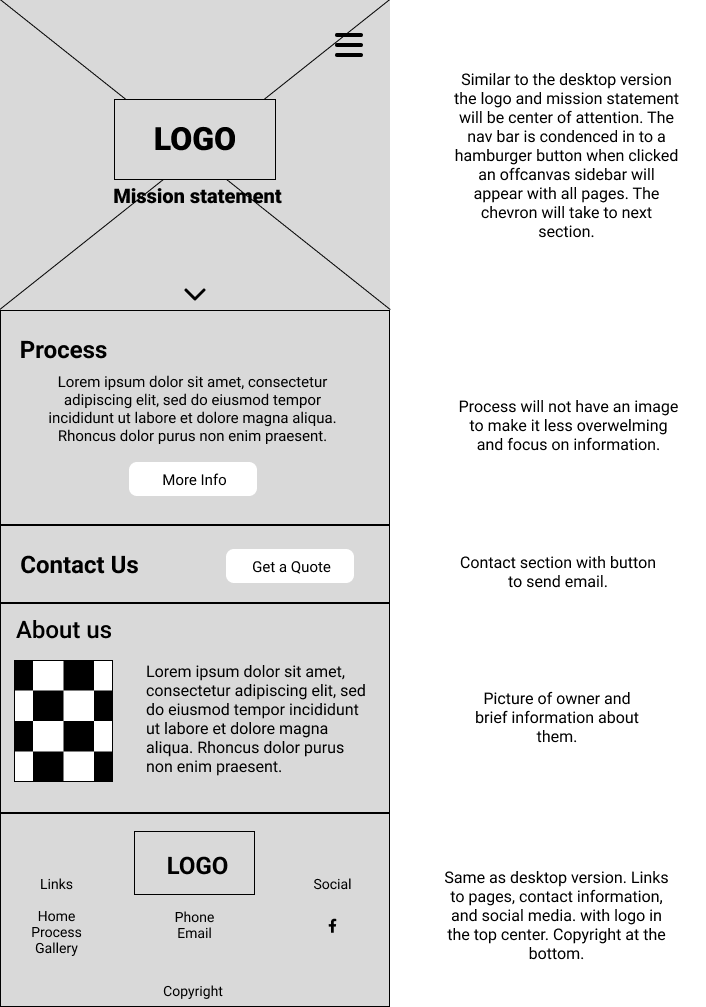 LOGO
Mission statement
Similar to the desktop version
the logo and mission statement
will be center of attention. The
nav bar is condenced in to a
hamburger button when clicked
an offcanvas sidebar will
appear with all pages. The
chevron will take to next
section.
Process
Lorem ipsum dolor sit amet, consectetur
adipiscing elit, sed do eiusmod tempor
incididunt ut labore et dolore magna aliqua.
Rhoncus dolor purus non enim praesent.
More Info
Process will not have an image
to make it less overwelming
and focus on information.
Contact Us
Get a Quote
Contact section with button
to send email.
About us
Lorem ipsum dolor sit amet,
consectetur adipiscing elit, sed
do eiusmod tempor incididunt
ut labore et dolore magna
aliqua. Rhoncus dolor purus
non enim praesent.
Picture of owner and
brief information about
them.
LOGO
Links
Home
Process
Gallery
Phone
Email
Social
f
Copyright
Same as desktop version. Links
to pages, contact information,
and social media. with logo in
the top center. Copyright at the
bottom.